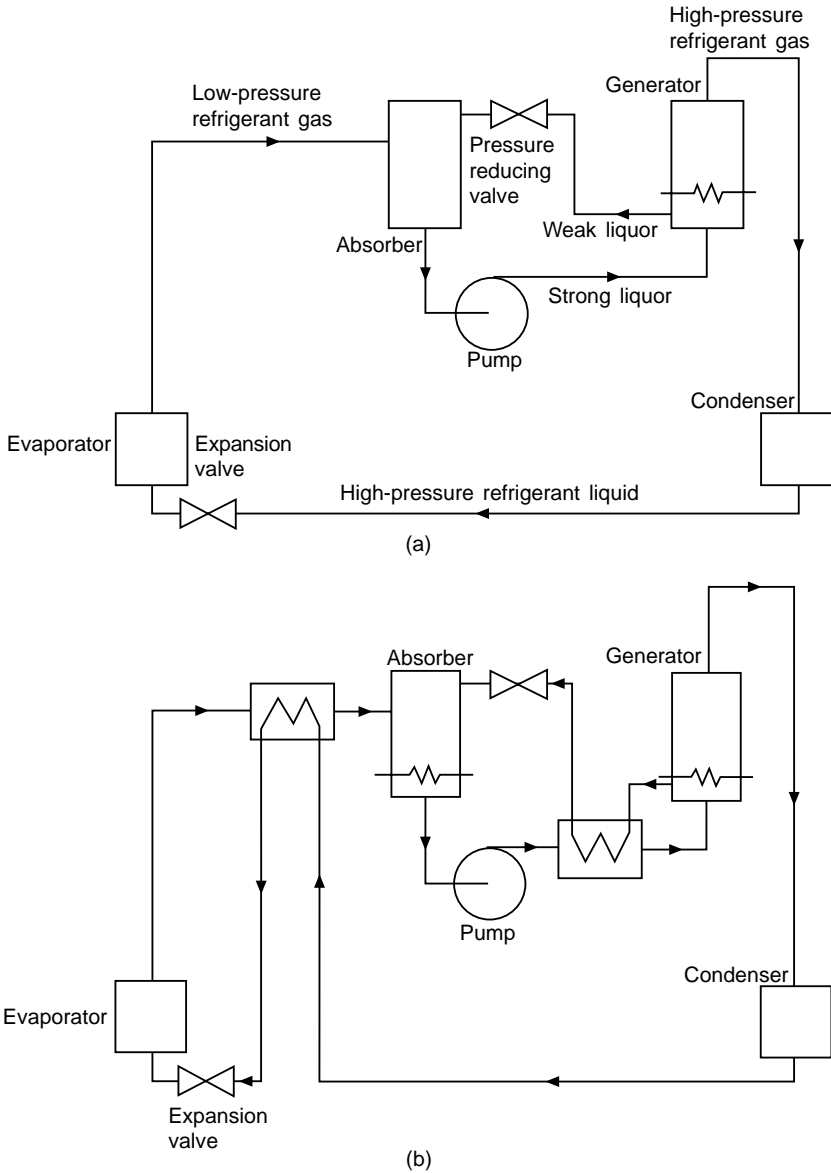 High-pressure
refrigerant gas
Generator
Low-pressure
refrigerant gas
Pressure
reducing
valve
Weak liquor
Absorber
Strong liquor
Pump
Condenser
Evaporator
Expansion
valve
High-pressure refrigerant liquid
(a)
Absorber
Generator
Pump
Condenser
Evaporator
Expansion
valve
(b)